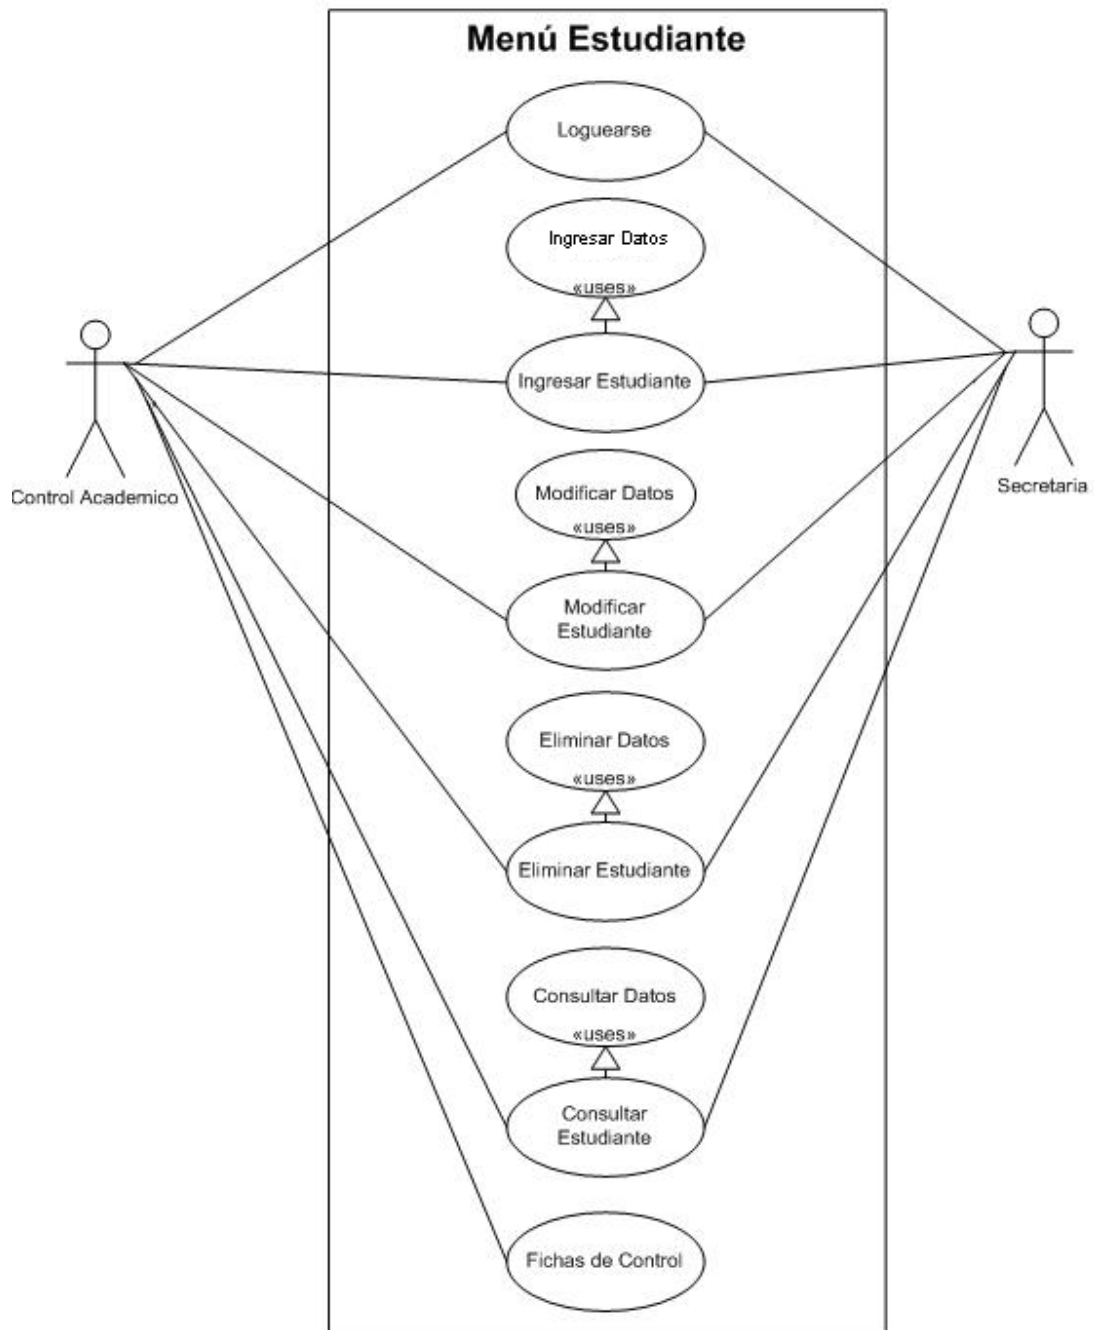 Menú Estudiante
Loguearse
Ingresar Datos
«uses»
Ingresar Estudiante
Control Academico
Secretaria
Modificar Datos
«uses»
Modificar
Estudiante
Eliminar Datos
«uses»
Eliminar Estudiante
Consultar Datos
«uses»
Consultar
Estudiante
Fichas de Control